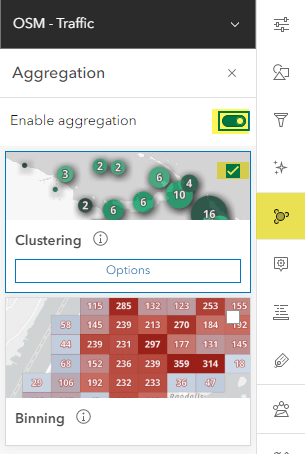 OSM - Traffic
Aggregation
Enable aggregation
3 2 2 6 4
2 6 6 10 16
Clustering
Options
115 285 132 123 253 155
58 145 239 213 270 184 192
44 239 231 297 177 131 145
68 152 236 239 359 314 18
29 106 192 232 233 36 47
Randalls
Binning